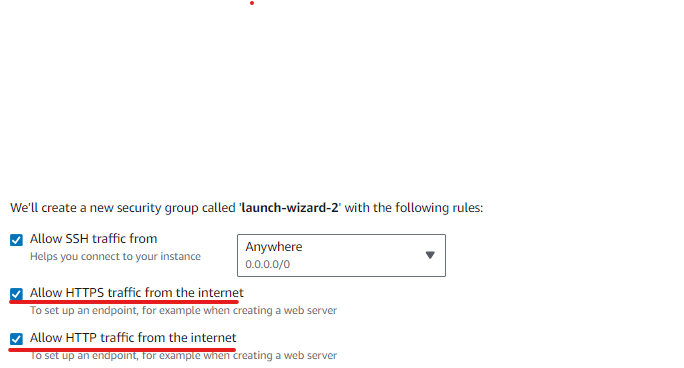 We'll create a new security group called 'launch-wizard-2' with the following rules:
Allow SSH traffic from
Helps you connect to your instance
Anywhere
0.0.0.0/0
Allow HTTPS traffic from the internet
To set up an endpoint, for example when creating a web server
Allow HTTP traffic from the internet
To set up an endpoint, for example when creating a web server